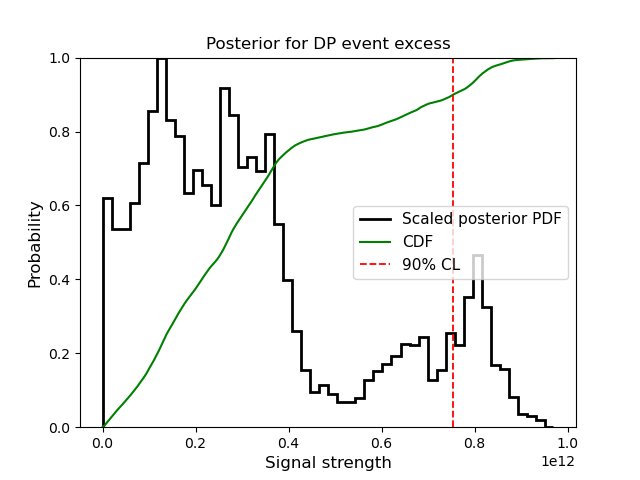 Posterior for DP event excess
Probability
1.0
0.8
0.6
0.4
0.2
0.0
Scaled posterior PDF
CDF
90% CL
0.0 0.2 0.4 0.6 0.8 1.0
1e12
Signal strength